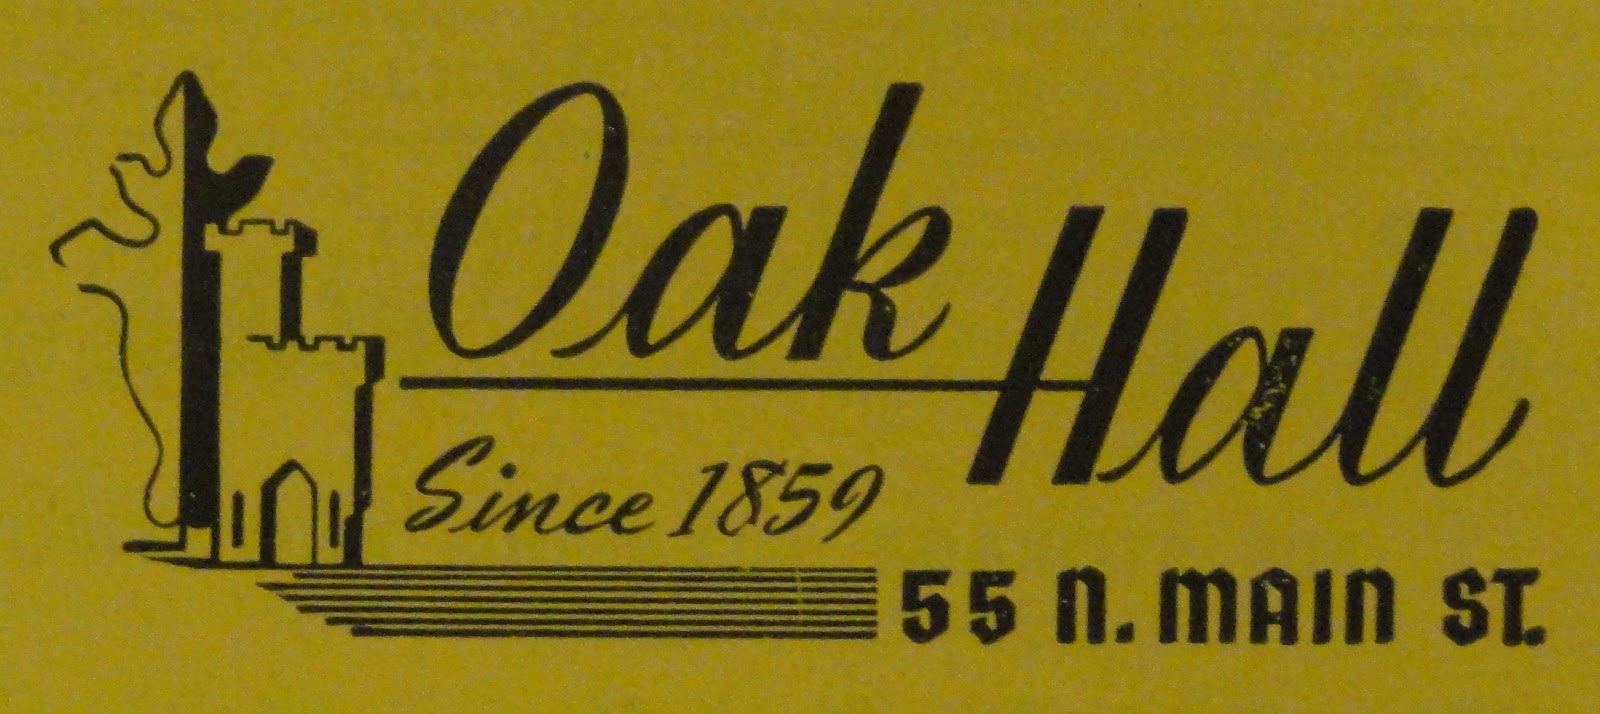 Oak Hall
Since 1859
55 N. MAIN ST.